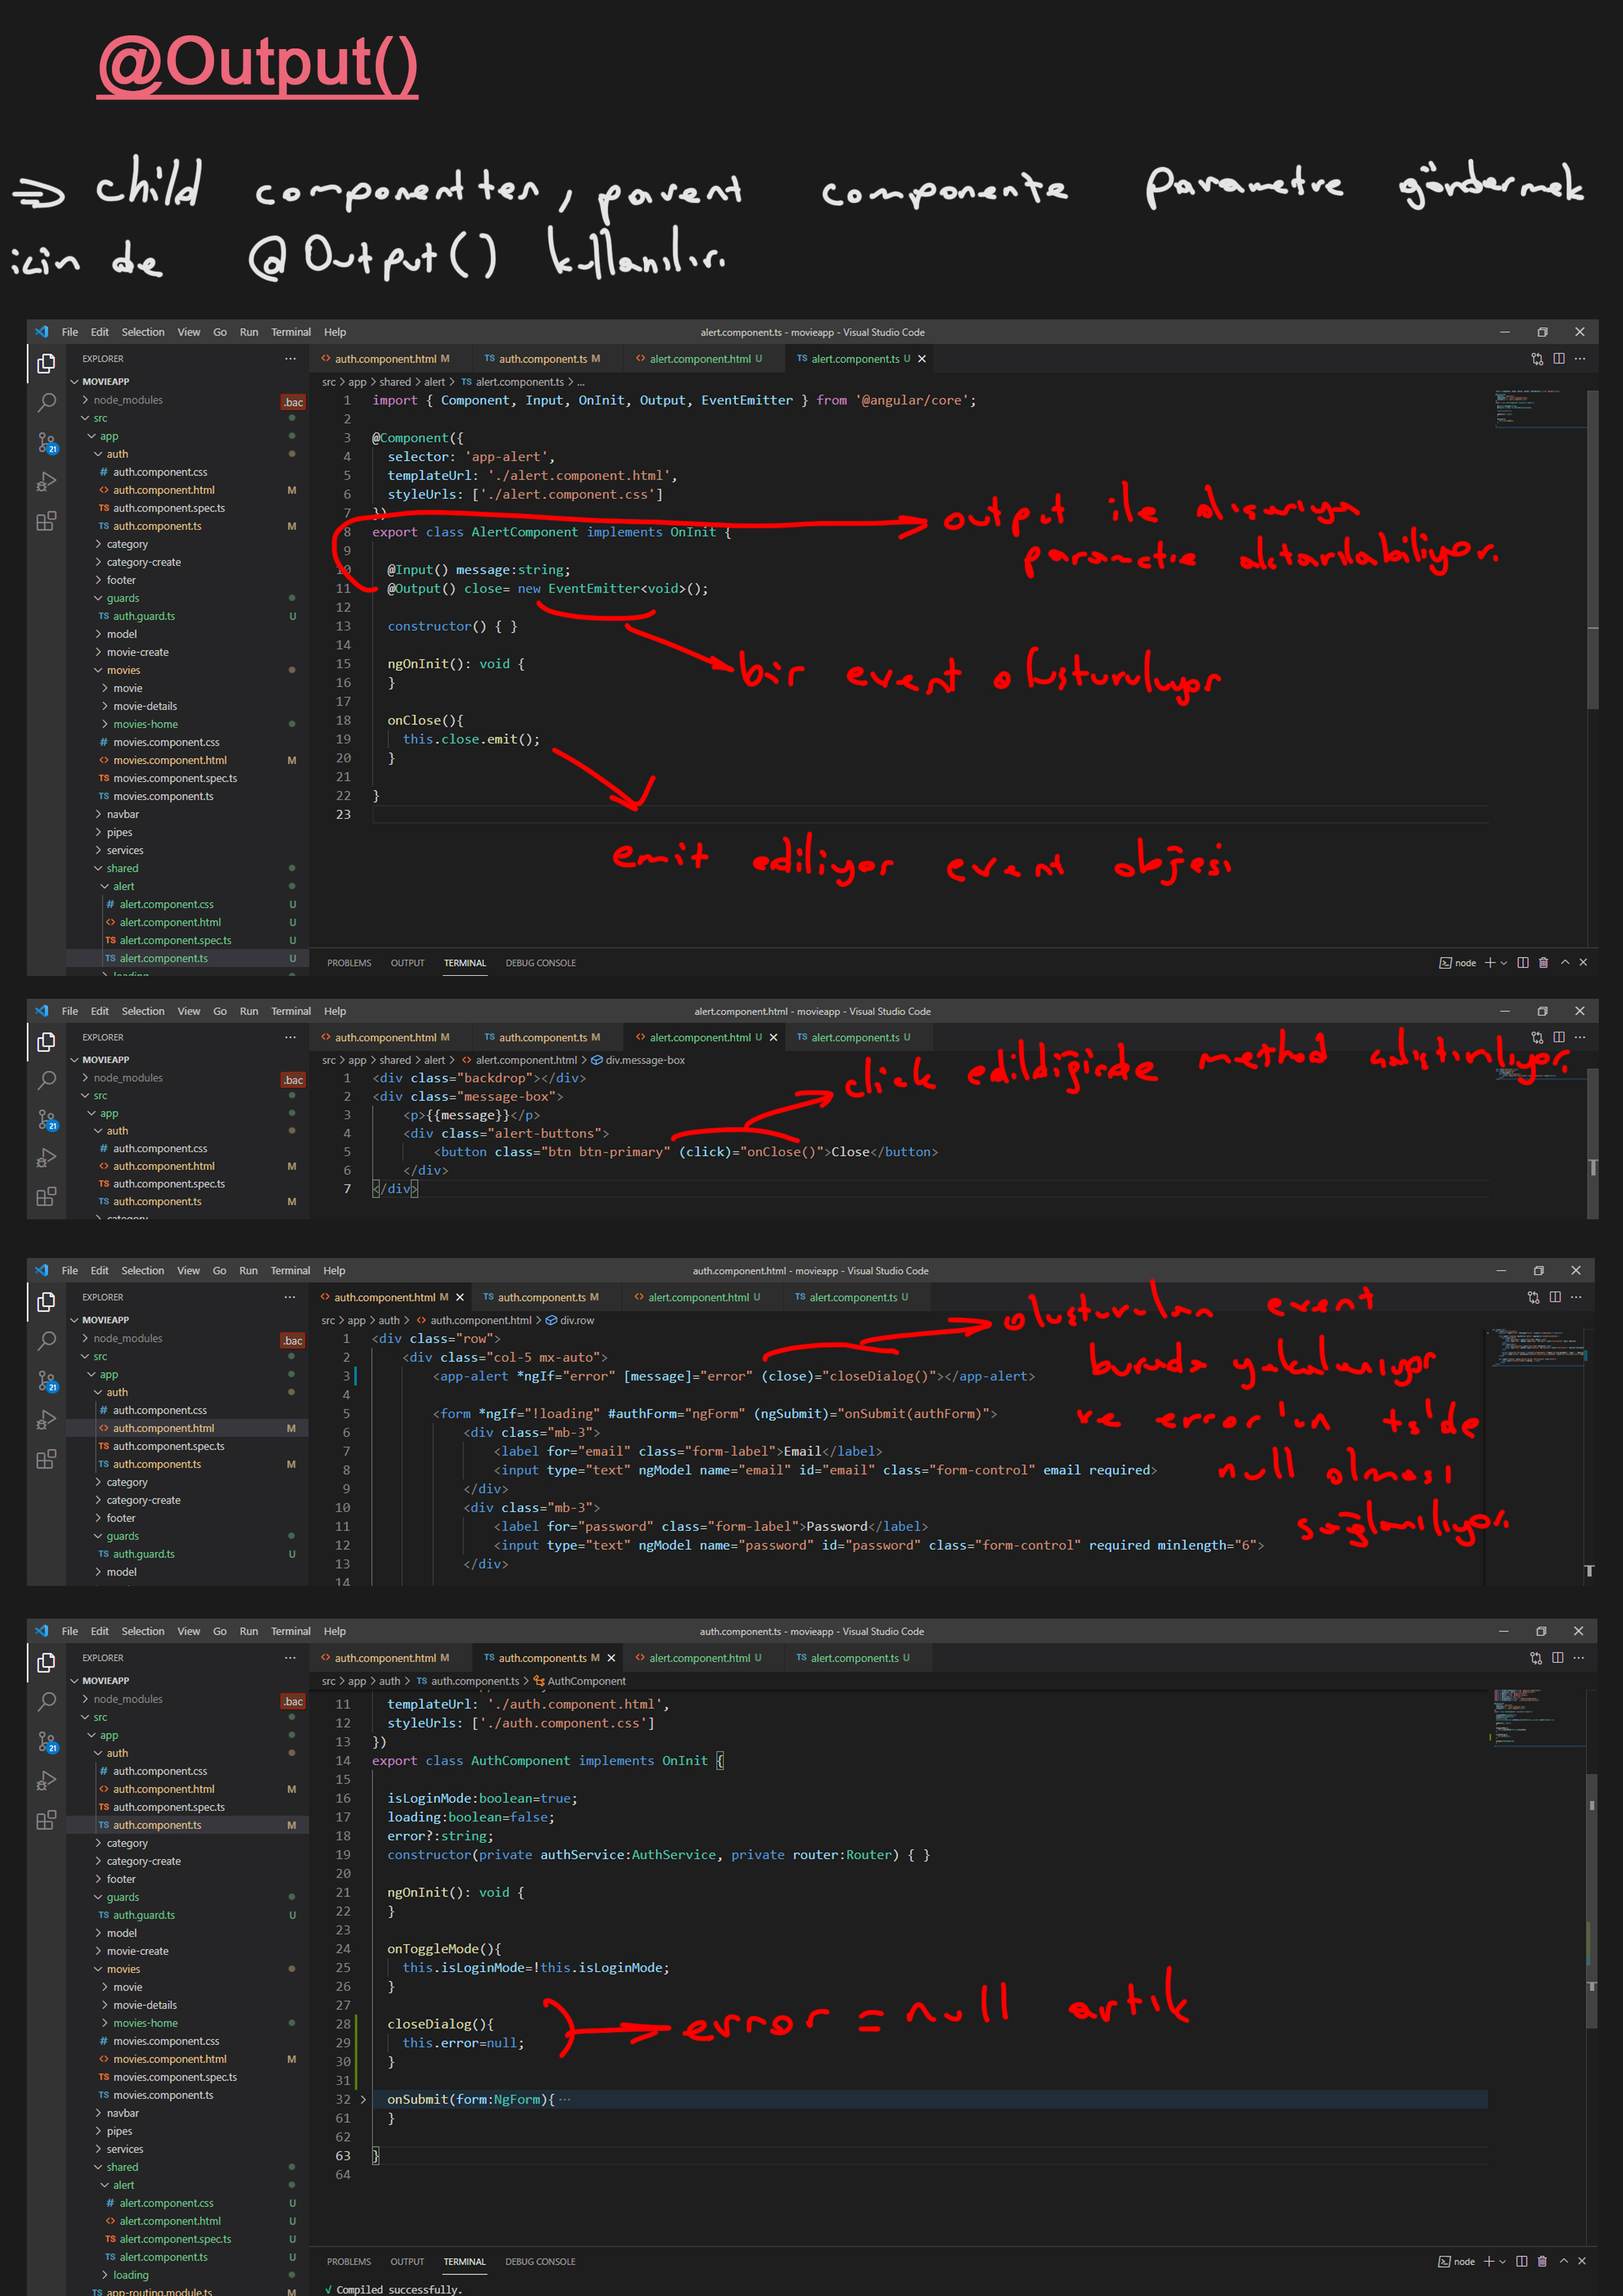 @Output()
=> child componentten, parent componente parametre göndermek
için de @Output() kullanılır.
File Edit Selection View Go Run Terminal Help
alert.component.ts - movieapp - Visual Studio Code
EXPLORER
auth.component.html M
auth.component.ts M
alert.component.html U
alert.component.ts U
MOVIEAPP
src > app > shared > alert > TS alert.component.ts > ...
node_modules
.bac
src
app
auth
auth.component.css
auth.component.html M
auth.component.spec.ts
auth.component.ts M
category
category-create
footer
guards
auth.guard.ts U
model
movie-create
movies
movie
movie-details
movies-home
movies.component.css
movies.component.html M
movies.component.spec.ts
movies.component.ts
navbar
pipes
services
shared
alert
alert.component.css U
alert.component.html U
alert.component.spec.ts U
alert.component.ts U
loading
21
1 import { Component, Input, OnInit, Output, EventEmitter } from '@angular/core';
2
3 @Component({
4 selector: 'app-alert',
5 templateUrl: './alert.component.html',
6 styleUrls: ['./alert.component.css']
7 })
8 export class AlertComponent implements OnInit {
9
10 @Input() message:string;
11 @Output() close= new EventEmitter<void>();
12
13 constructor() { }
14
15 ngOnInit(): void {
16 }
17
18 onClose(){
19 this.close.emit();
20 }
21
22 }
23
output ile dışarıya
parametre aktarılabiliyor.
bir event oluşturuluyor
emit ediliyor event objesi
PROBLEMS OUTPUT TERMINAL DEBUG CONSOLE
node
File Edit Selection View Go Run Terminal Help
alert.component.html - movieapp - Visual Studio Code
EXPLORER
auth.component.html M
auth.component.ts M
alert.component.html U
alert.component.ts U
MOVIEAPP
src > app > shared > alert > alert.component.html > div.message-box
node_modules
.bac
src
app
auth
auth.component.css
auth.component.html M
auth.component.spec.ts
auth.component.ts M
category
21
1 <div class="backdrop"></div>
2 <div class="message-box">
3 <p>{{message}}</p>
4 <div class="alert-buttons">
5 <button class="btn btn-primary" (click)="onClose()">Close</button>
6 </div>
7 </div>
click edildiğinde method çalıştırılıyor.
File Edit Selection View Go Run Terminal Help
auth.component.html - movieapp - Visual Studio Code
EXPLORER
auth.component.html M
auth.component.ts M
alert.component.html U
alert.component.ts U
MOVIEAPP
src > app > auth > auth.component.html > div.row
node_modules
.bac
src
app
auth
auth.component.css
auth.component.html M
auth.component.spec.ts
auth.component.ts M
category
category-create
footer
guards
auth.guard.ts U
model
21
1 <div class="row">
2 <div class="col-5 mx-auto">
3 <app-alert *ngIf="error" [message]="error" (close)="closeDialog()"></app-alert>
4
5 <form *ngIf="!loading" #authForm="ngForm" (ngSubmit)="onSubmit(authForm)">
6 <div class="mb-3">
7 <label for="email" class="form-label">Email</label>
8 <input type="text" ngModel name="email" id="email" class="form-control" email required>
9 </div>
10 <div class="mb-3">
11 <label for="password" class="form-label">Password</label>
12 <input type="text" ngModel name="password" id="password" class="form-control" required minlength="6">
13 </div>
14
oluşturulan event
burada yakalanıyor
ve error'un ts'de
null olması
sağlanılıyor.
File Edit Selection View Go Run Terminal Help
auth.component.ts - movieapp - Visual Studio Code
EXPLORER
auth.component.html M
auth.component.ts M
alert.component.html U
alert.component.ts U
MOVIEAPP
src > app > auth > TS auth.component.ts > AuthComponent
node_modules
.bac
src
app
auth
auth.component.css
auth.component.html M
auth.component.spec.ts
auth.component.ts M
category
category-create
footer
guards
auth.guard.ts U
model
movie-create
movies
movie
movie-details
movies-home
movies.component.css
movies.component.html M
movies.component.spec.ts
movies.component.ts
navbar
pipes
services
shared
alert
alert.component.css U
alert.component.html U
alert.component.spec.ts U
alert.component.ts U
loading
app-routing.module.ts M
21
11 templateUrl: './auth.component.html',
12 styleUrls: ['./auth.component.css']
13 })
14 export class AuthComponent implements OnInit {
15
16 isLoginMode:boolean=true;
17 loading:boolean=false;
18 error?:string;
19 constructor(private authService:AuthService, private router:Router) { }
20
21 ngOnInit(): void {
22 }
23
24 onToggleMode(){
25 this.isLoginMode=!this.isLoginMode;
26 }
27
28 closeDialog(){
29 this.error=null;
30 }
31
32 onSubmit(form:NgForm){ ...
61 }
62
63 }
64
error = null artık
PROBLEMS OUTPUT TERMINAL DEBUG CONSOLE
node
√ Compiled successfully.